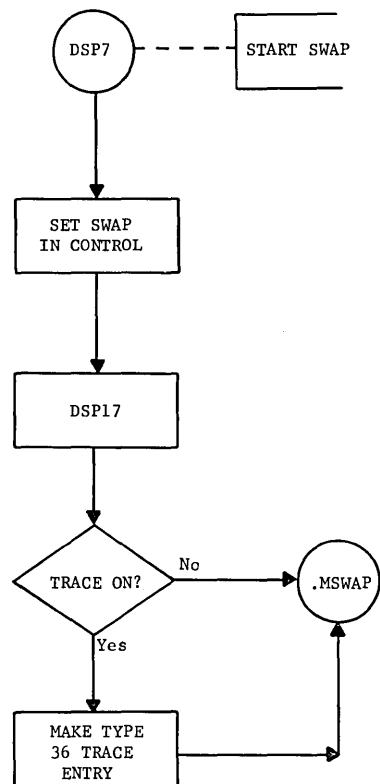 DSP7
START SWAP
SET SWAP
IN CONTROL
DSP17
TRACE ON?
No
.MSWAP
Yes
MAKE TYPE
36 TRACE
ENTRY